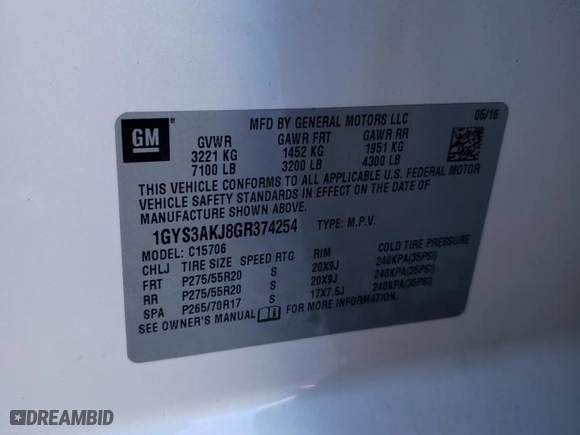 GM
MFD BY GENERAL MOTORS LLC
05/16
GVWR GAWR FRT GAWR RR
3221 KG 1452 KG 1951 KG
7100 LB 3200 LB 4300 LB
THIS VEHICLE CONFORMS TO ALL APPLICABLE U.S. FEDERAL MOTOR
VEHICLE SAFETY STANDARDS IN EFFECT ON THE DATE OF
MANUFACTURE SHOWN ABOVE.
1GYS3AKJ8GR374254 TYPE: M.P.V.
MODEL: C15706
CHLJ TIRE SIZE SPEED RTG RIM COLD TIRE PRESSURE
FRT P275/55R20 S 20X9J 240KPA(35PSI)
RR P275/55R20 S 20X9J 240KPA(35PSI)
SPA P265/70R17 S 17X7.5J 240KPA(35PSI)
SEE OWNER'S MANUAL FOR MORE INFORMATION.
DREAMBID